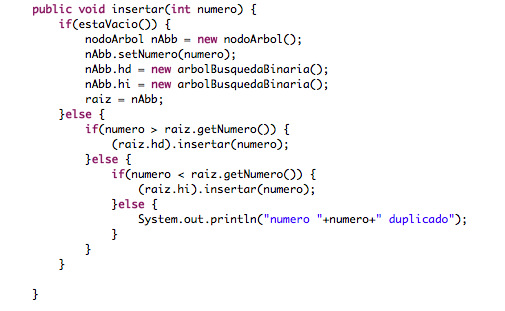 public void insertar(int numero) {
if(estaVacio()) {
nodoArbol nAbb = new nodoArbol();
nAbb.setNumero(numero);
nAbb.hd = new arbolBusquedaBinaria();
nAbb.hi = new arbolBusquedaBinaria();
raiz = nAbb;
}else {
if(numero > raiz.getNumero()) {
(raiz.hd).insertar(numero);
}else {
if(numero < raiz.getNumero()) {
(raiz.hi).insertar(numero);
}else {
System.out.println("numero "+numero+" duplicado");
}
}
}
}